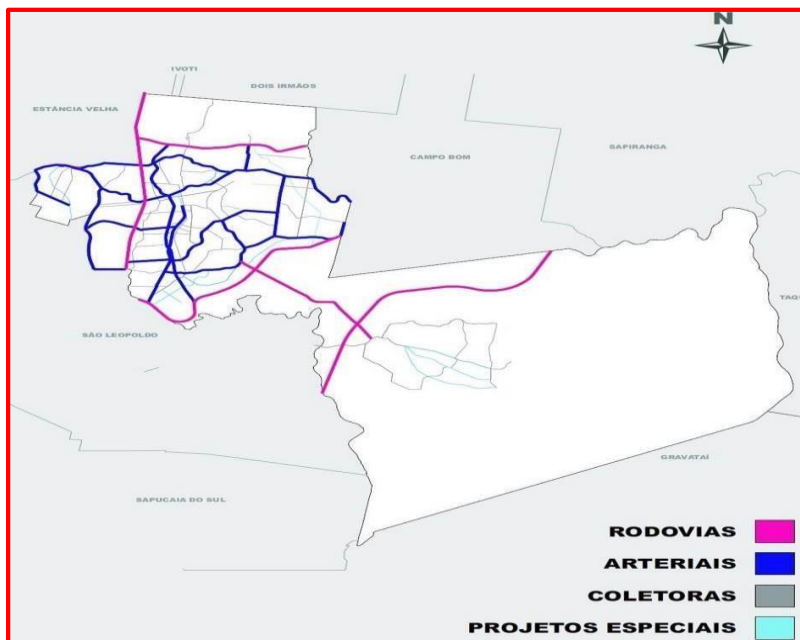 N
IVOTI
DOIS IRMÃOS
ESTÂNCIA VELHA
SAPIRANGA
CAMPO BOM
SÃO LEOPOLDO
GRAVATAÍ
SAPUCAIA DO SUL
RODOVIAS
ARTERIAIS
COLETORAS
PROJETOS ESPECIAIS